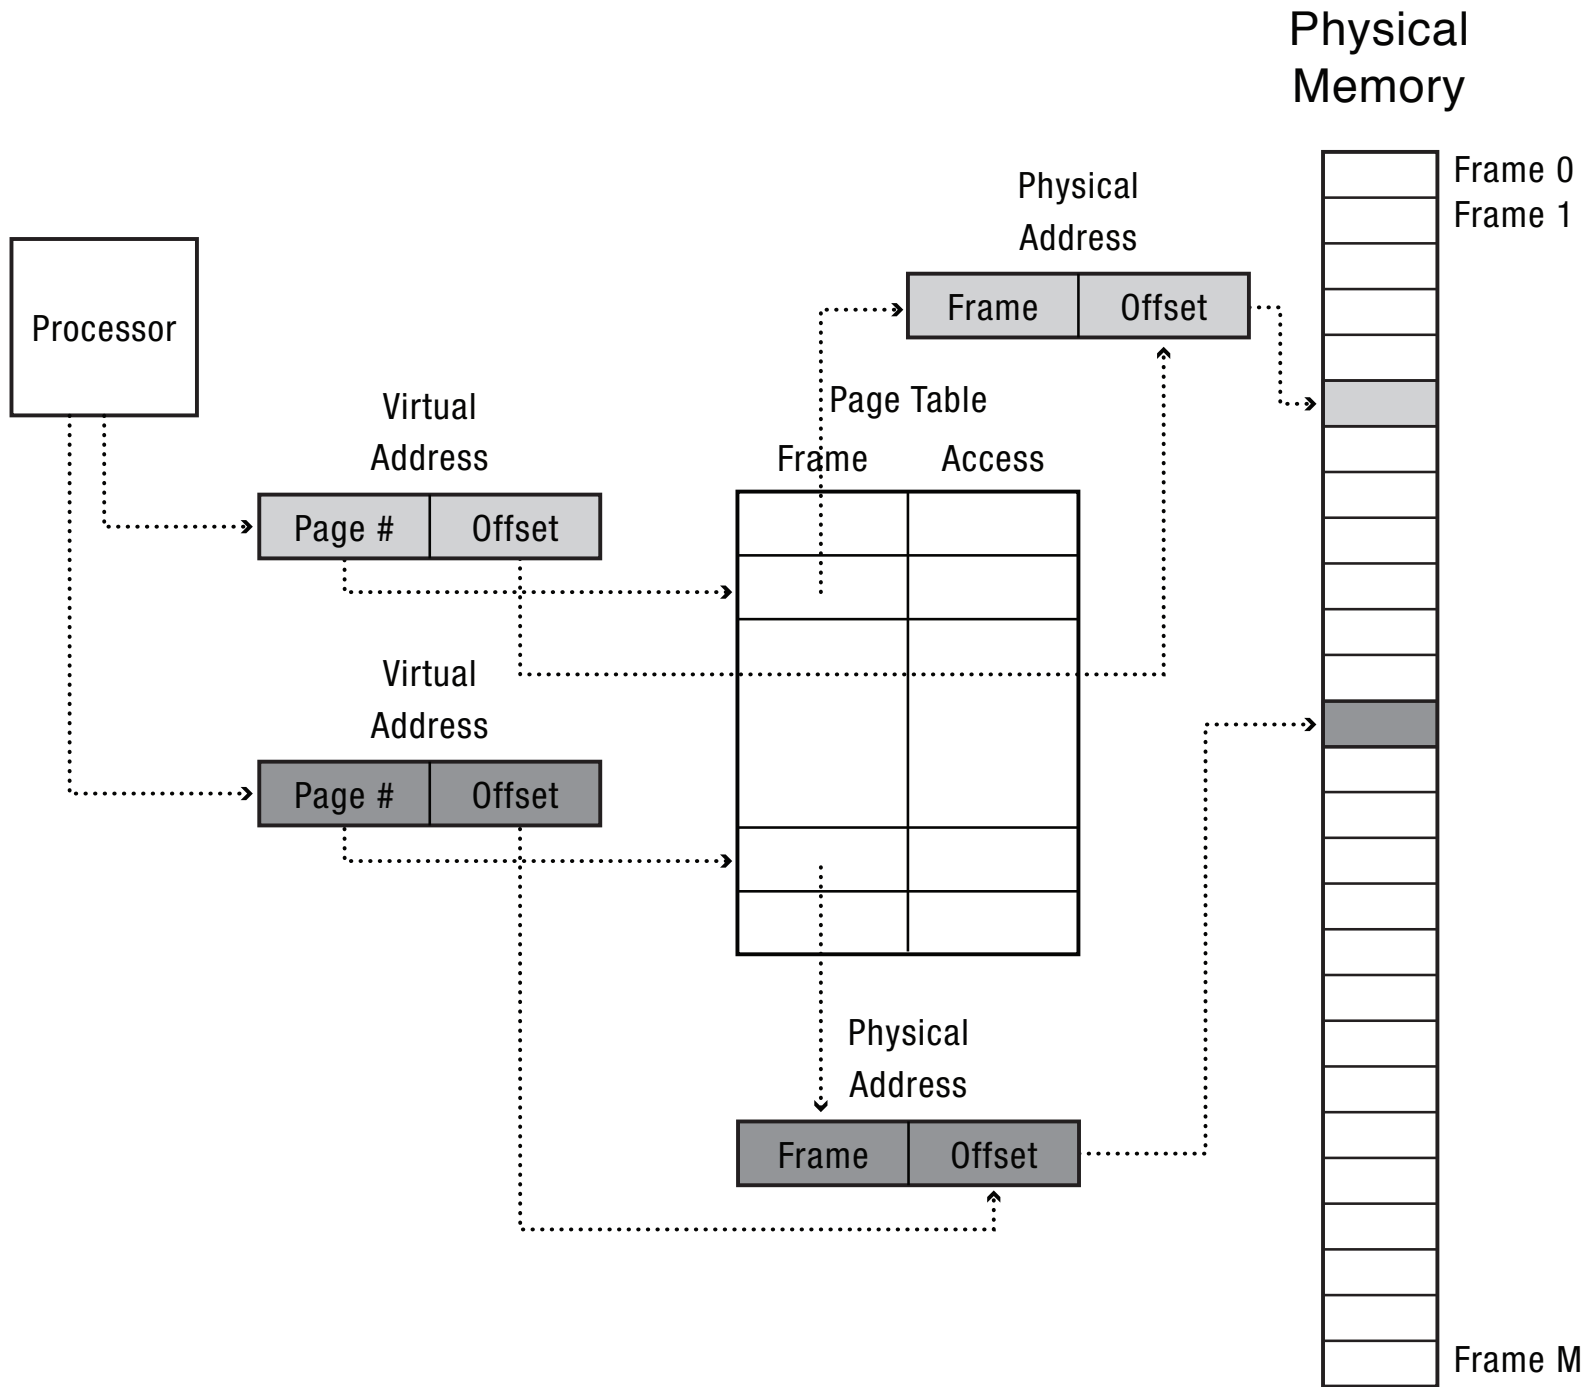 Physical
Memory
Frame 0
Frame 1
Physical
Address
Frame Offset
Processor
Virtual
Address
Page # Offset
Page Table
Frame Access
Virtual
Address
Page # Offset
Physical
Address
Frame Offset
Frame M